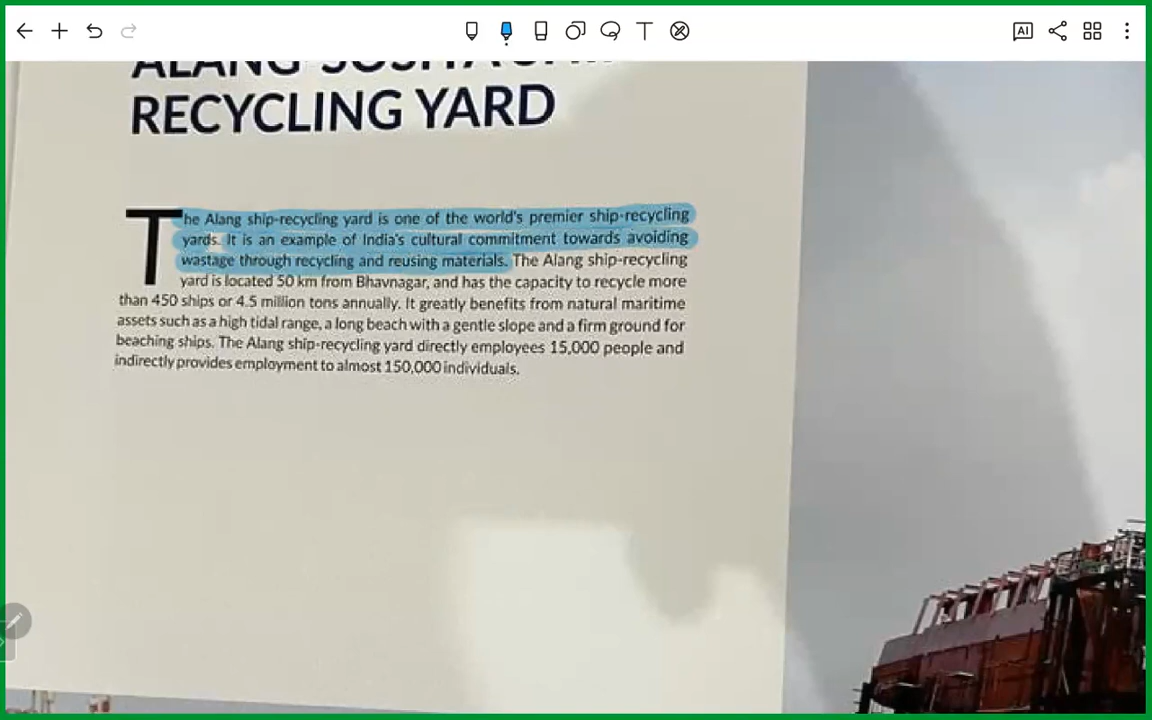 RECYCLING YARD
The Alang ship-recycling yard is one of the world's premier ship-recycling
yards. It is an example of India's cultural commitment towards avoiding
wastage through recycling and reusing materials. The Alang ship-recycling
yard is located 50 km from Bhavnagar, and has the capacity to recycle more
than 450 ships or 4.5 million tons annually. It greatly benefits from natural maritime
assets such as a high tidal range, a long beach with a gentle slope and a firm ground for
beaching ships. The Alang ship-recycling yard directly employees 15,000 people and
indirectly provides employment to almost 150,000 individuals.